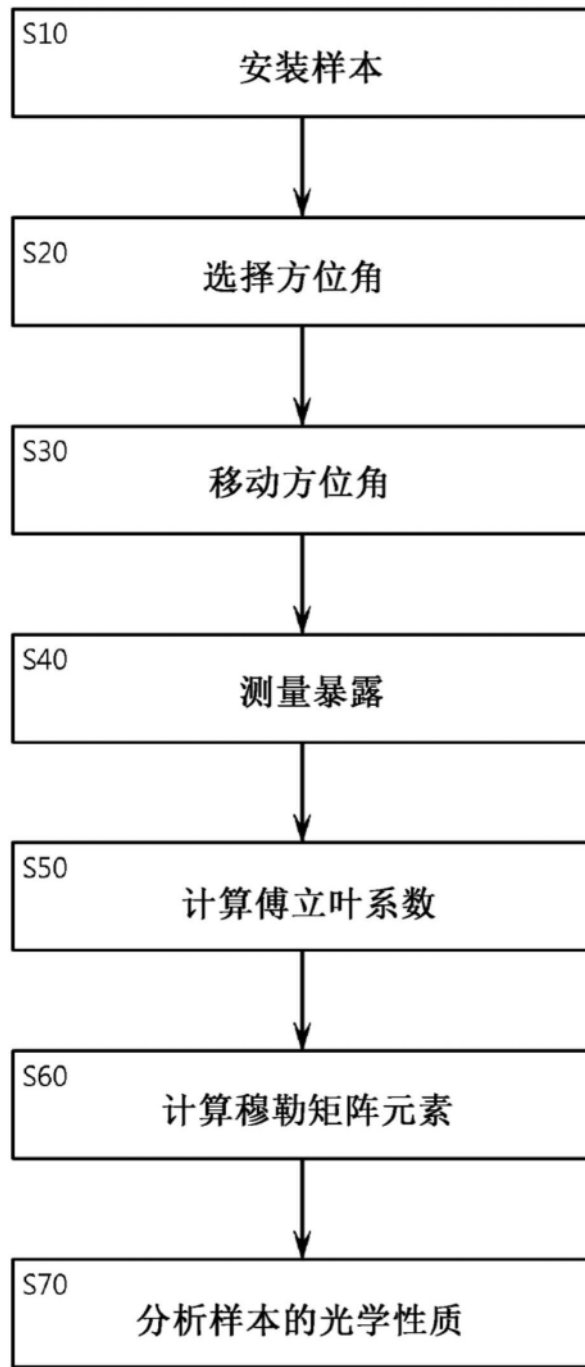 S10
安装样本
S20
选择方位角
S30
移动方位角
S40
测量暴露
S50
计算傅立叶系数
S60
计算穆勒矩阵元素
S70
分析样本的光学性质